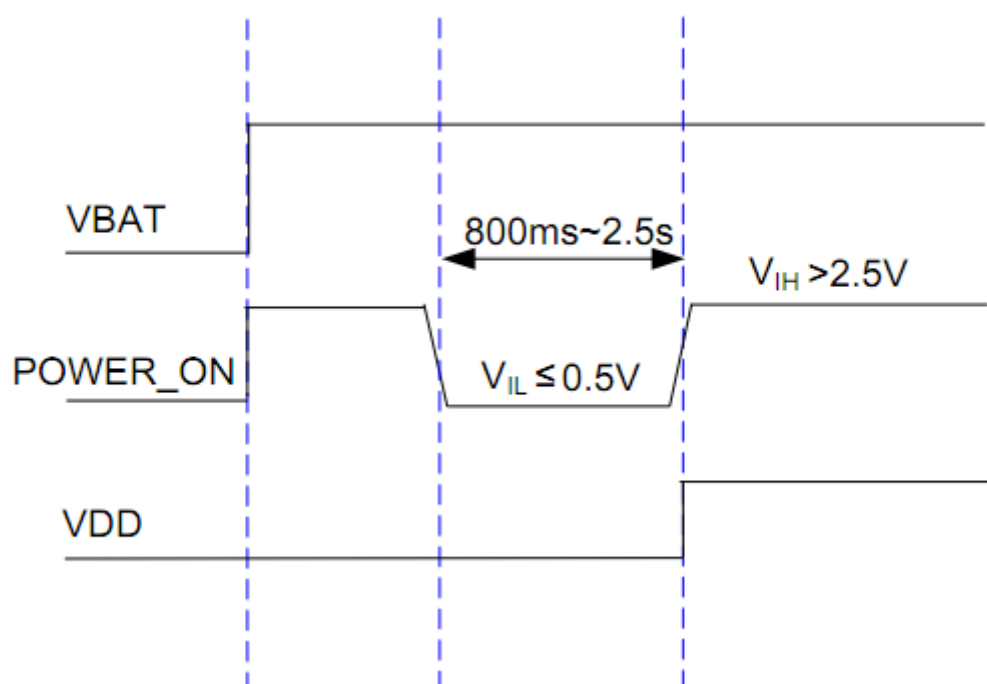 VBAT
800ms~2.5s
VIH >2.5V
POWER_ON
VIL ≤ 0.5V
VDD